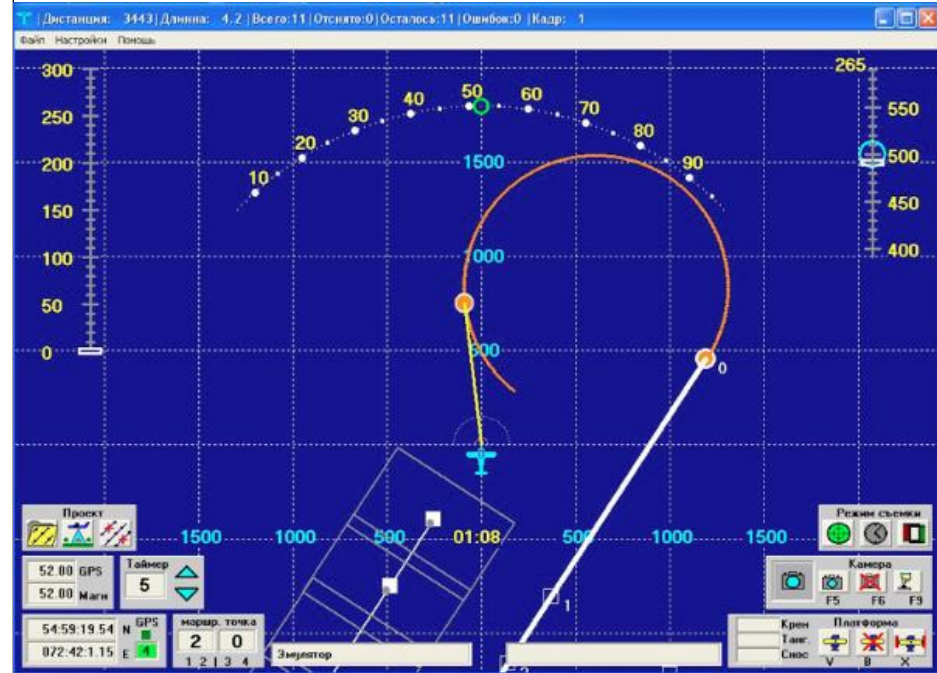 Дистанция: 3443|Длинна: 4.2|Всего:11|Отснято:0|Осталось:11|Ошибок:0 |Кадр: 1
Файл Настройки Помощь
300
250
200
150
100
50
0
10
20
30
40
50
60
70
80
90
265
550
500
450
400
1500
1000
500
0
1500
1000
500
01:08
500
1000
1500
1
2
Проект
52.00 GPS
52.00 Магн
Таймер
5
54:59:19.54 N GPS
072:42:1.15 E 4
маршр. точка
2 0
1 2 | 3 4
Эмулятор
Режим съемки
Камера
F5 F6 F9
Крен
Танг.
Снос
Платформа
V B X